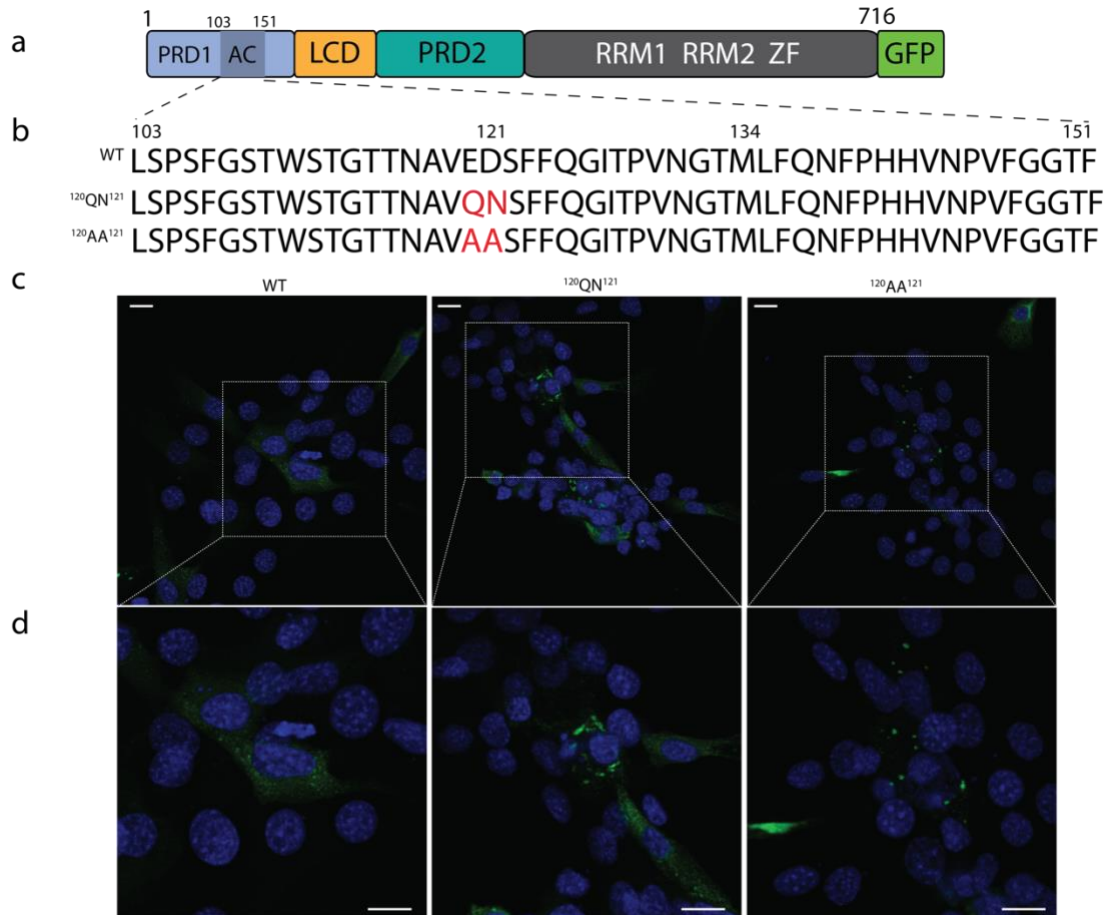 a
1 103 151 716
PRD1 AC LCD PRD2 RRM1 RRM2 ZF GFP
b
103 121 134 151
WT LSPSFGSTWSTGTTNAVEDSFFQGITPVNGTMLFQNFPHHVNPVFGGTF
¹²⁰QN¹²¹ LSPSFGSTWSTGTTNAVQNSFFQGITPVNGTMLFQNFPHHVNPVFGGTF
¹²⁰AA¹²¹ LSPSFGSTWSTGTTNAVAASFFQGITPVNGTMLFQNFPHHVNPVFGGTF
c
WT ¹²⁰QN¹²¹ ¹²⁰AA¹²¹
d